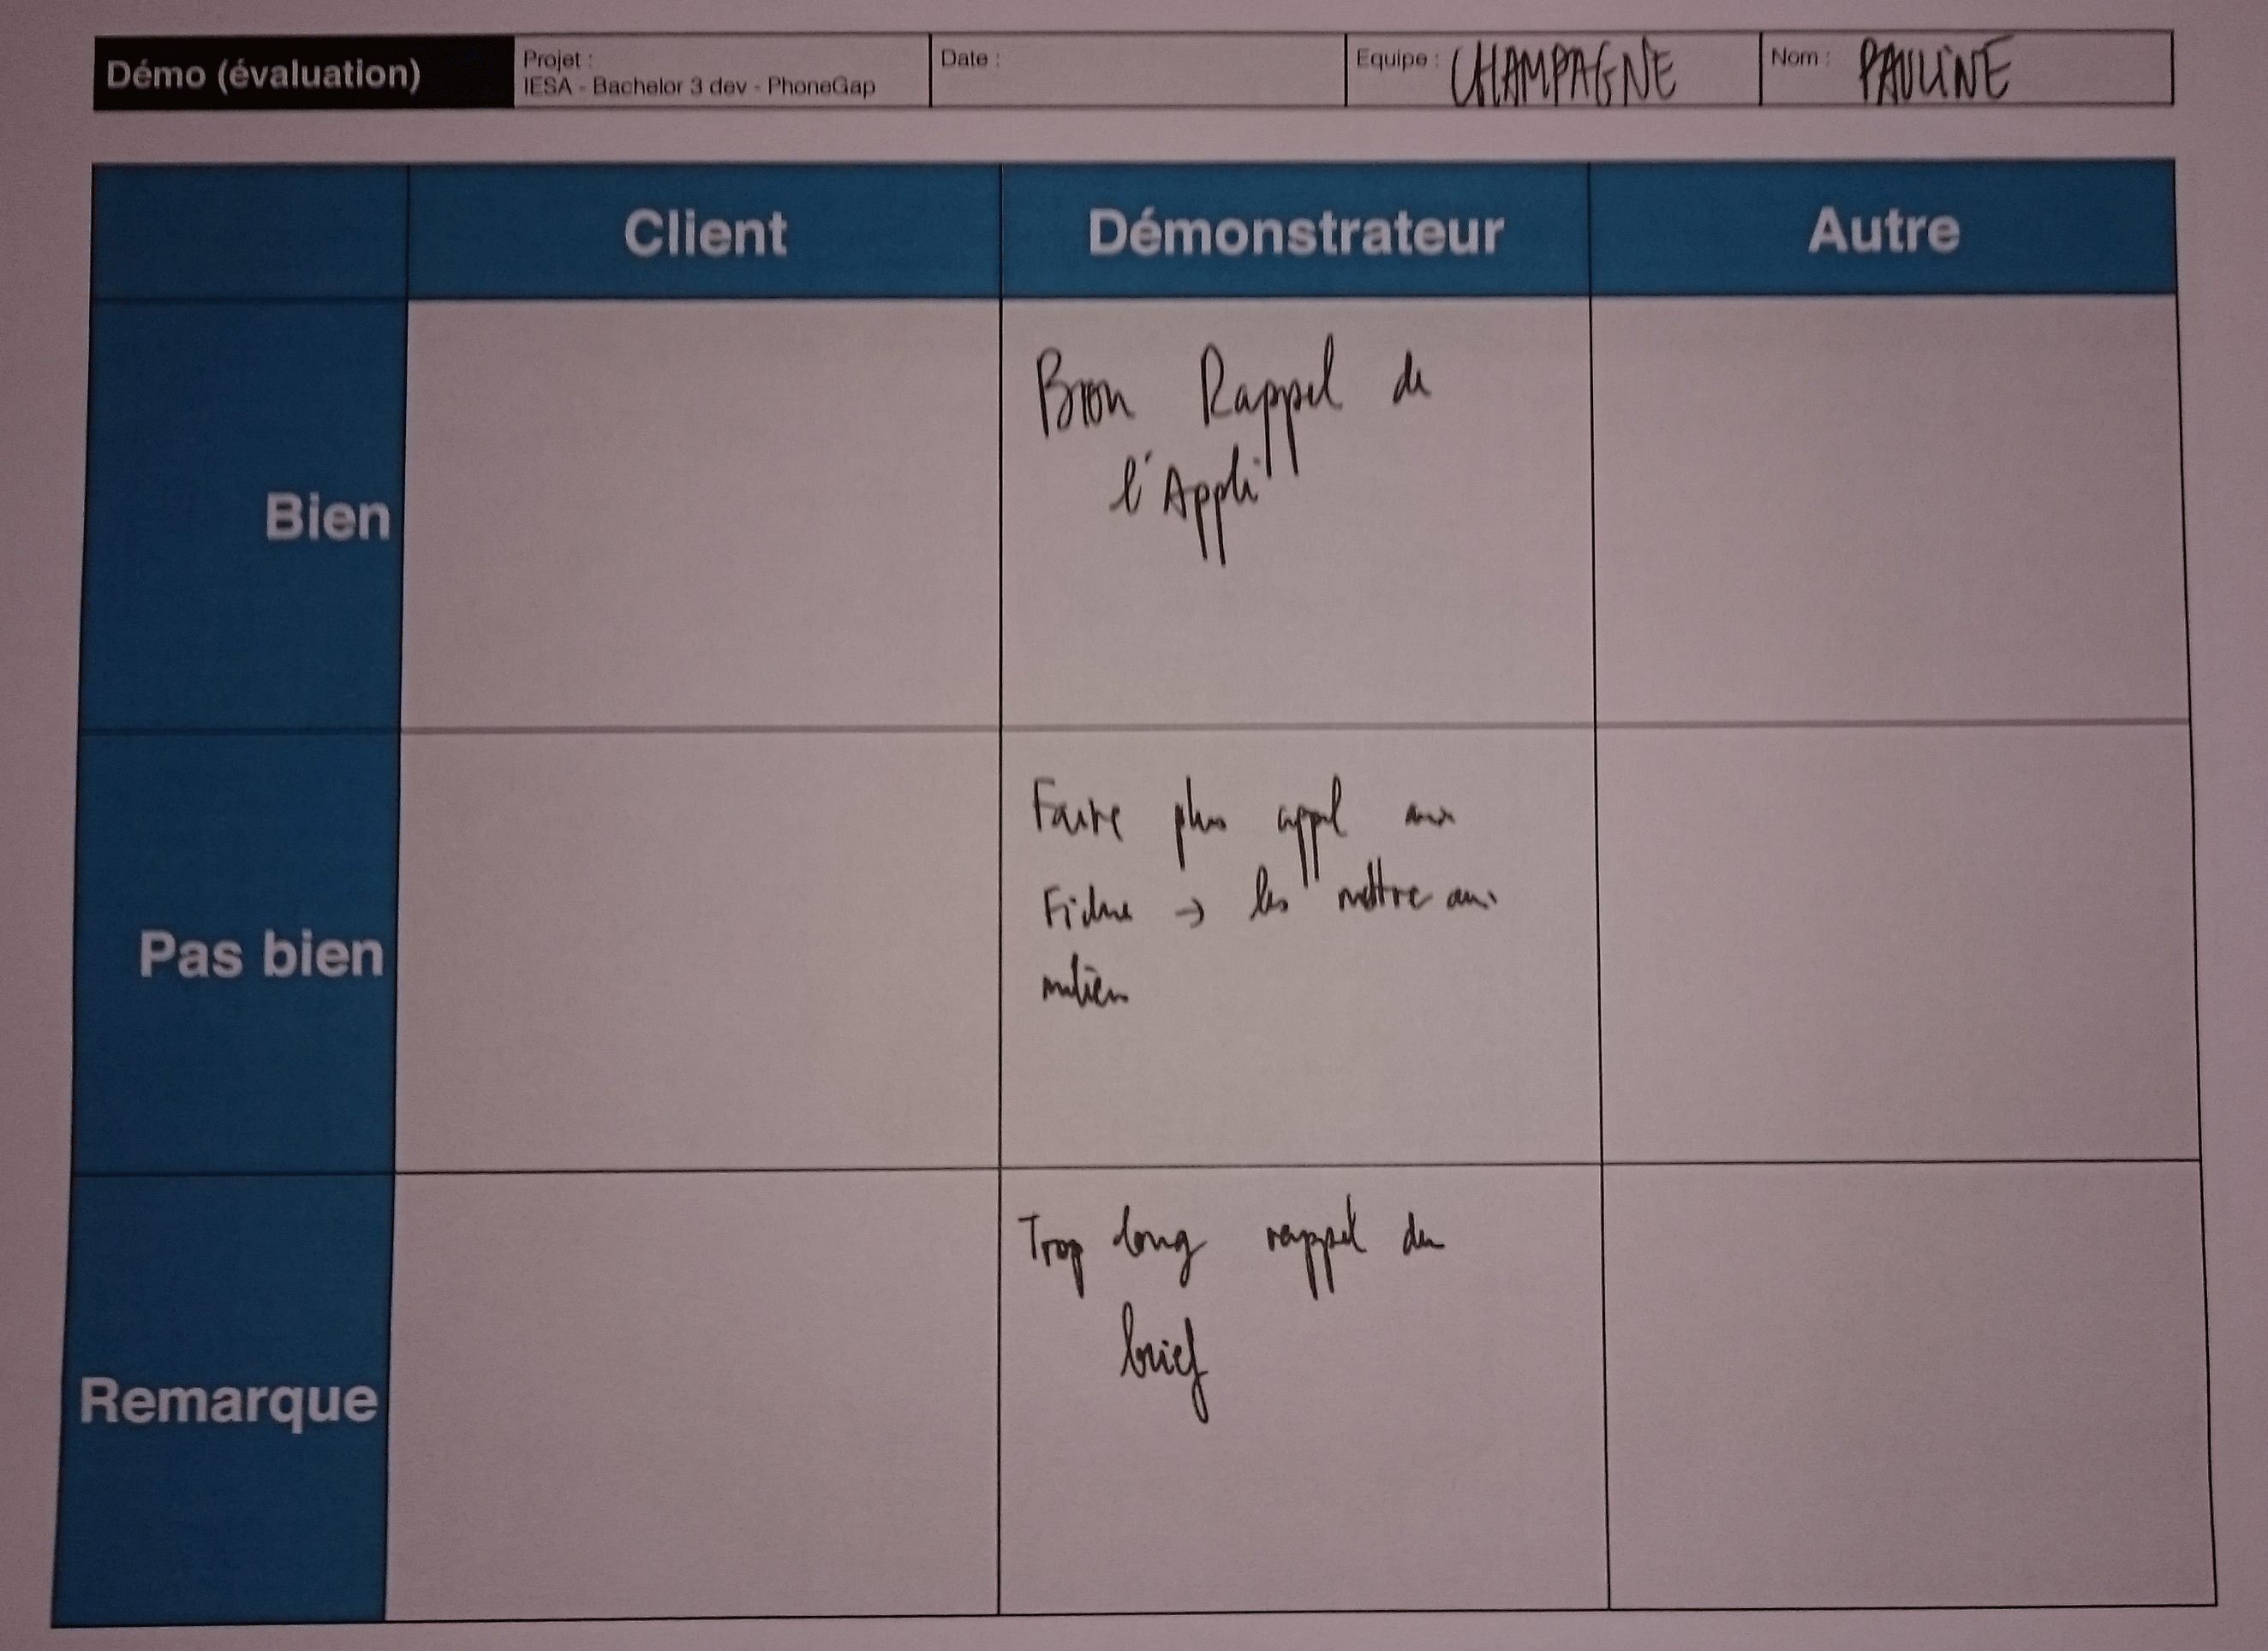 Démo (évaluation)
Projet :
IESA - Bachelor 3 dev - PhoneGap
Date :
Equipe : CHAMPAGNE
Nom : PAULINE
Client
Démonstrateur
Autre
Bien
Bon Rappel de
l'Appli
Pas bien
Faire plus appel aux
→ les mettre au
milieu
Remarque
Trop long rappel du
brief